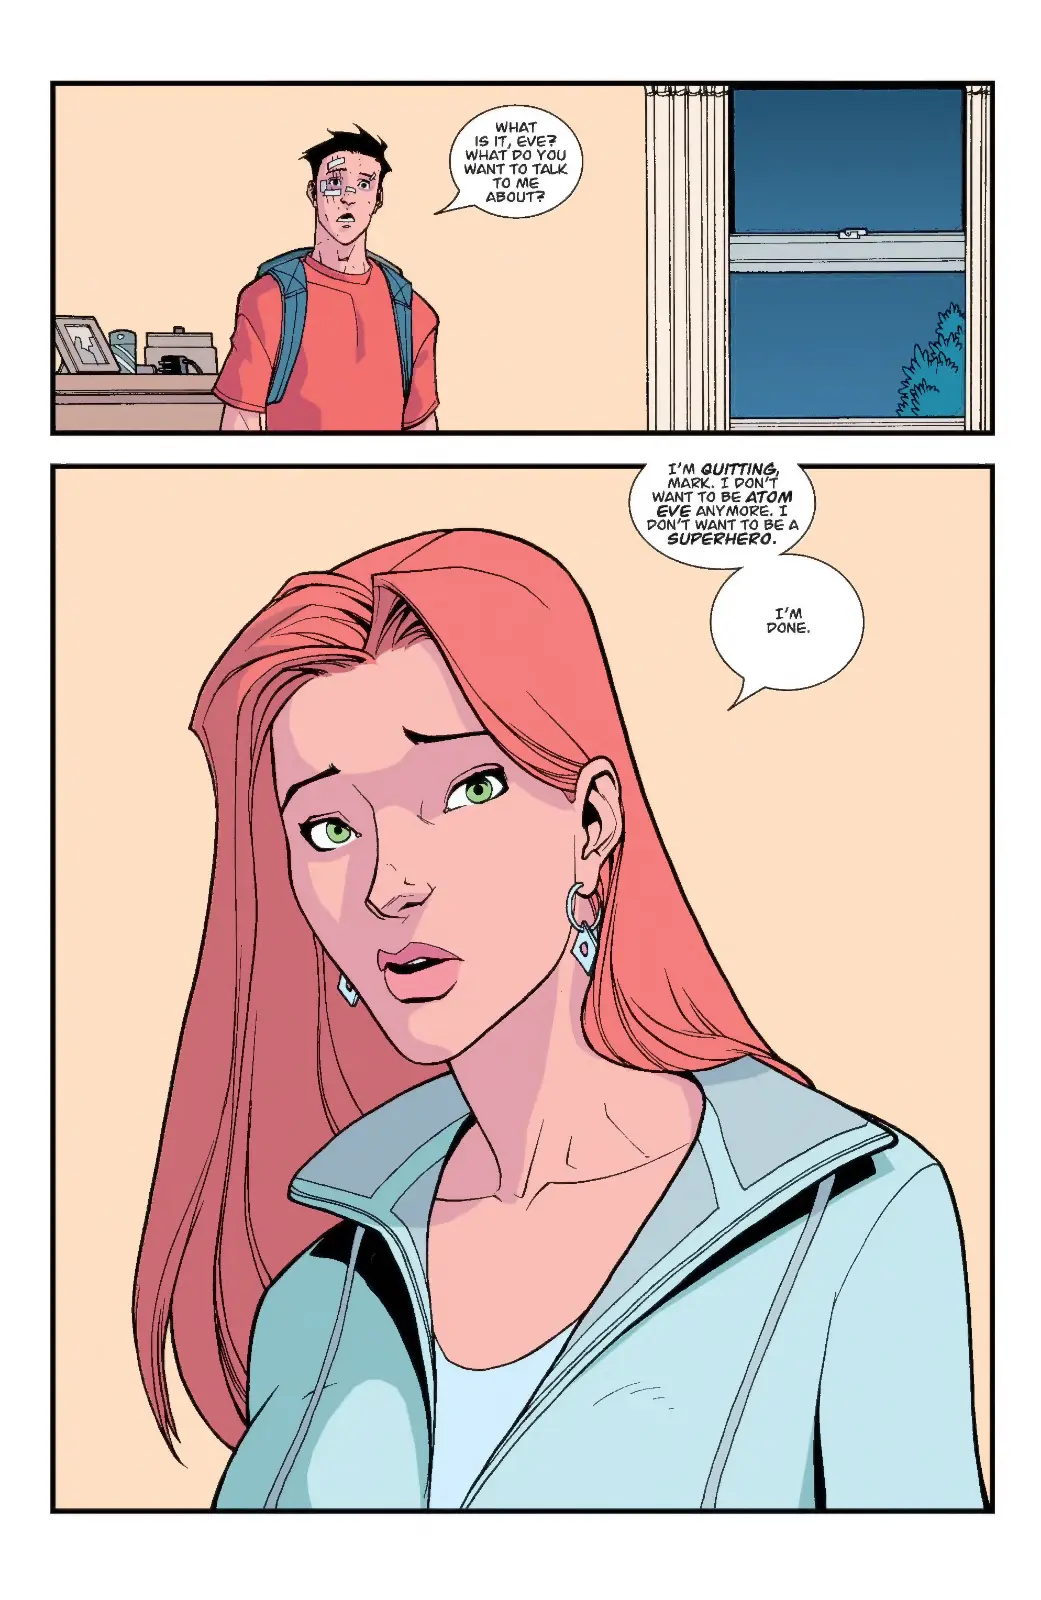 WHAT
IS IT, EVE?
WHAT DO YOU
WANT TO TALK
TO ME
ABOUT?
I'M QUITTING,
MARK. I DON'T
WANT TO BE ATOM
EVE ANYMORE. I
DON'T WANT TO BE A
SUPERHERO.
I'M
DONE.